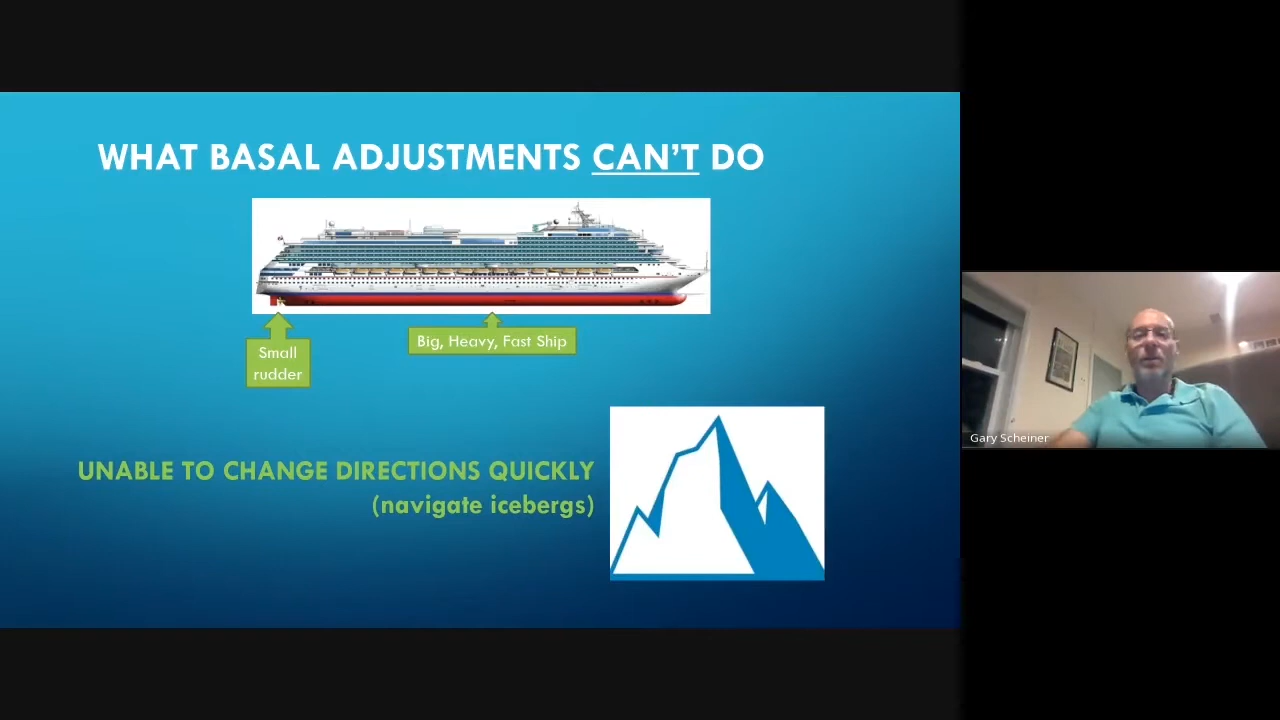 WHAT BASAL ADJUSTMENTS CAN'T DO
Small
rudder
Big, Heavy, Fast Ship
UNABLE TO CHANGE DIRECTIONS QUICKLY
(navigate icebergs)
Gary Scheiner